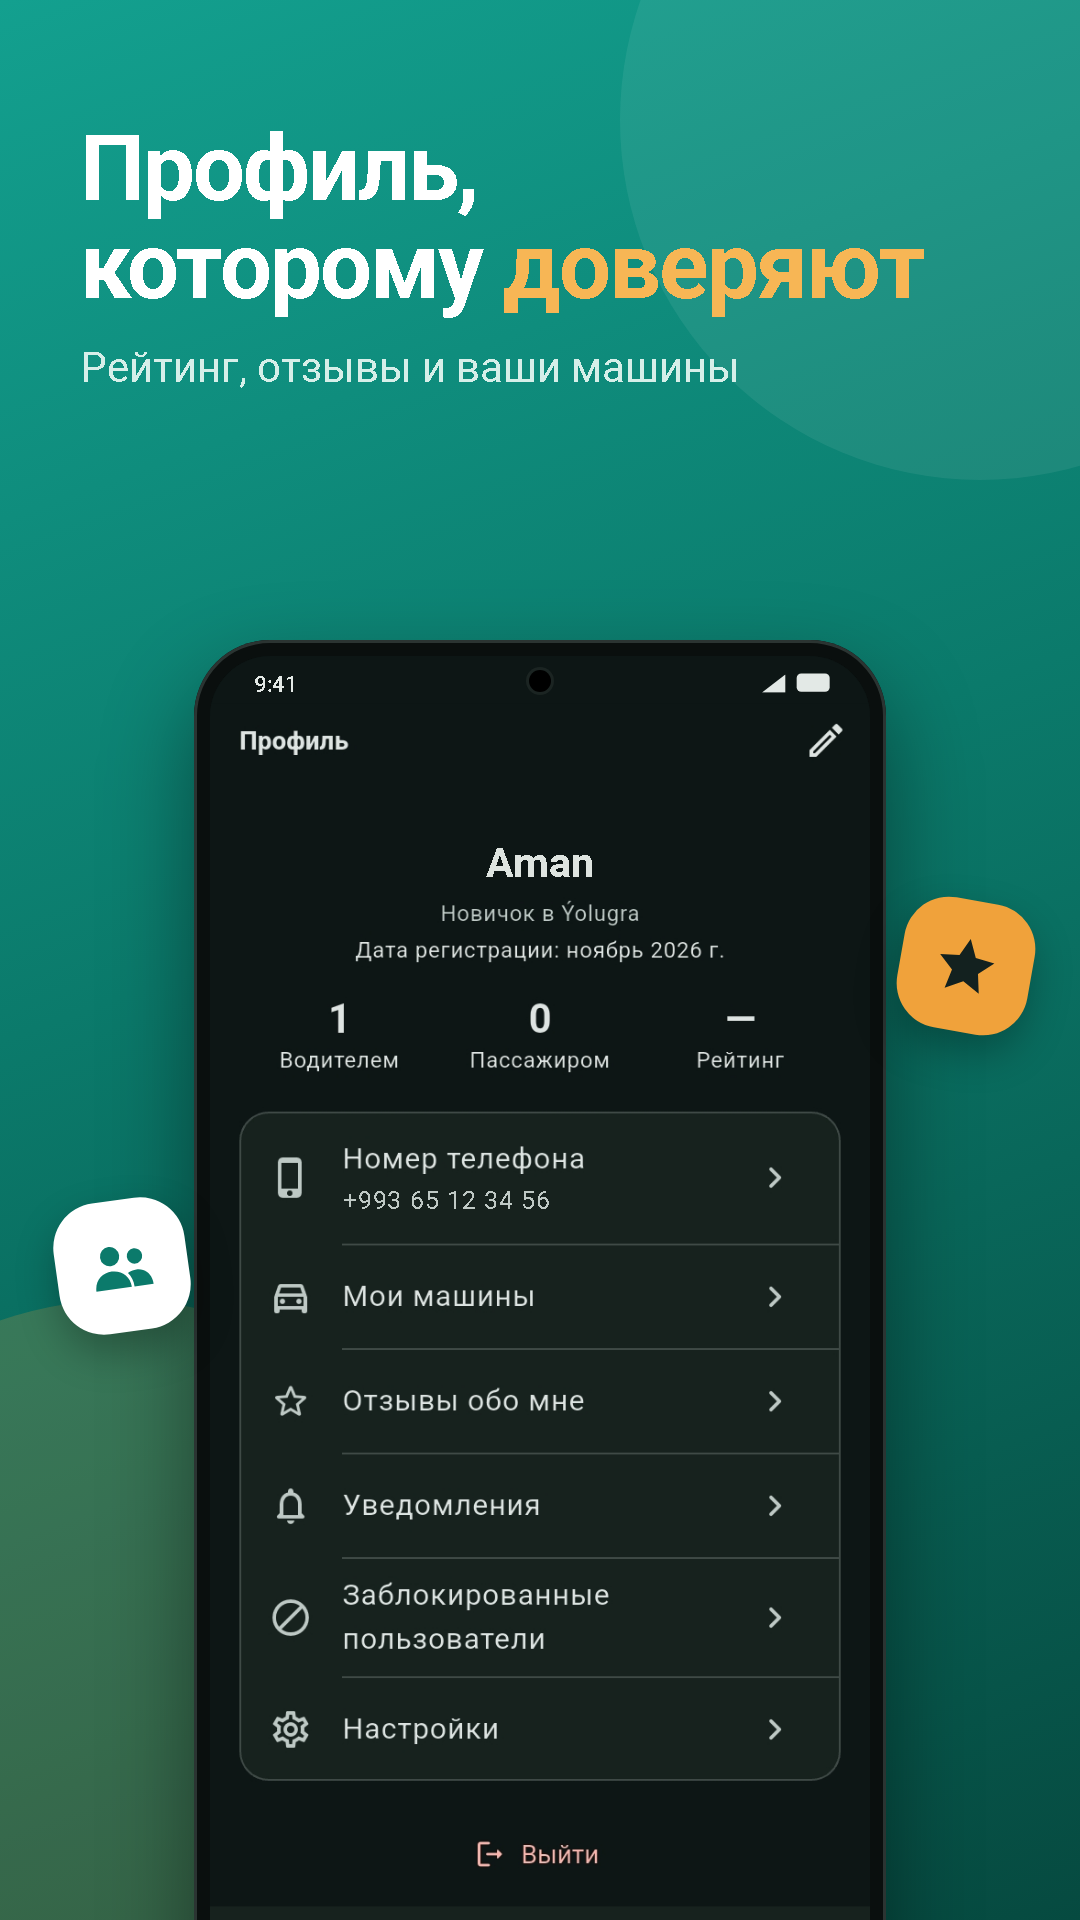 Профиль,
которому доверяют
Рейтинг, отзывы и ваши машины
9:41
Профиль
Aman
Новичок в Ýolugra
Дата регистрации: ноябрь 2026 г.
1 0 —
Водителем Пассажиром Рейтинг
Номер телефона
+993 65 12 34 56
Мои машины
Отзывы обо мне
Уведомления
Заблокированные
пользователи
Настройки
Выйти